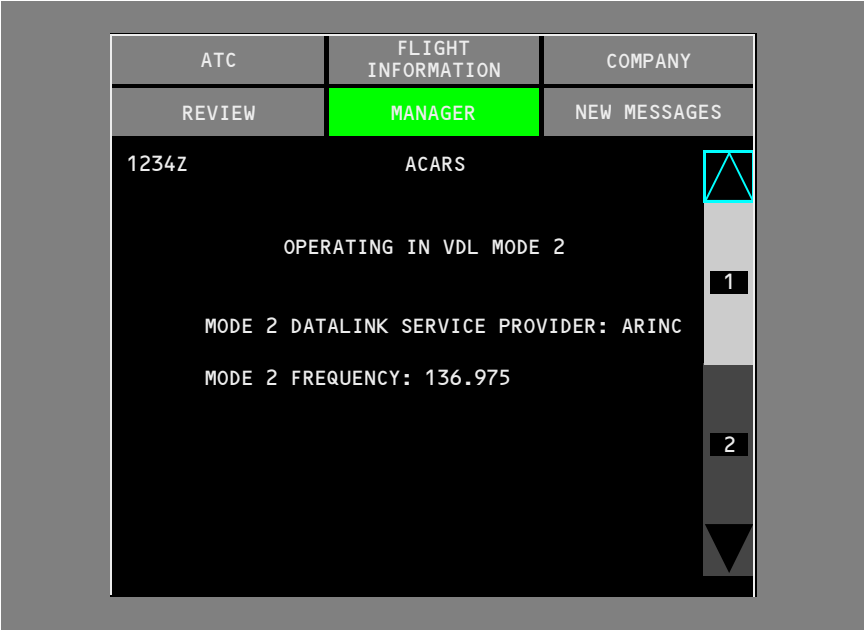 ATC
FLIGHT
INFORMATION
COMPANY
REVIEW
MANAGER
NEW MESSAGES
1234Z
ACARS
OPERATING IN VDL MODE 2
1
MODE 2 DATALINK SERVICE PROVIDER: ARINC
MODE 2 FREQUENCY: 136.975
2